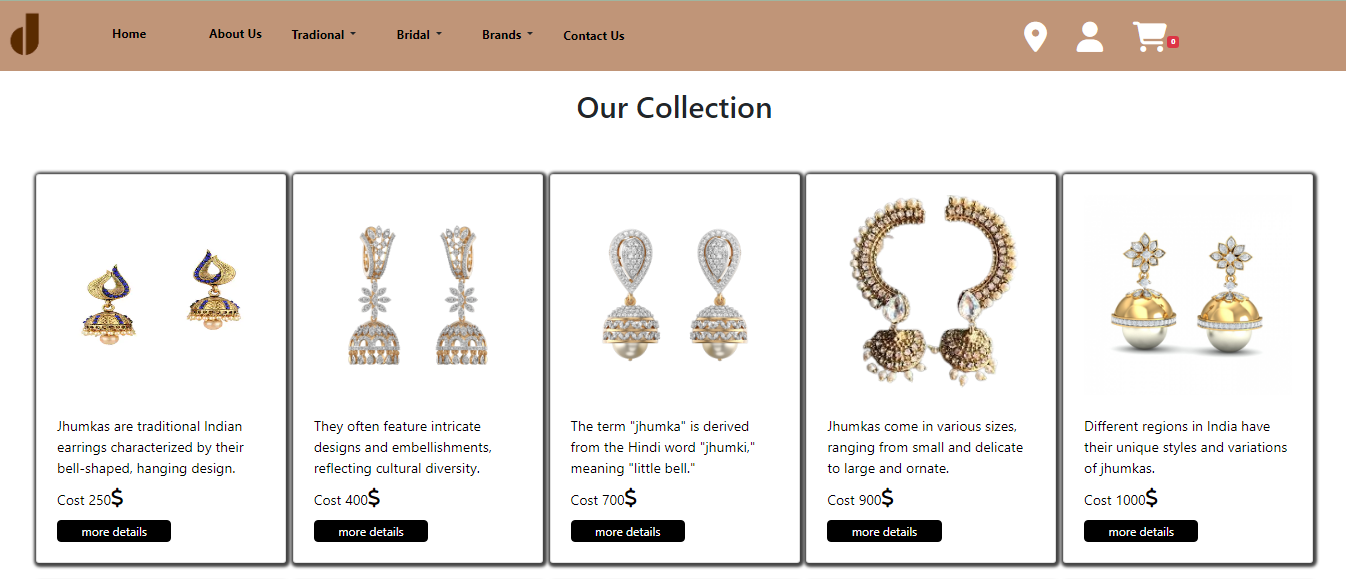 Home About Us Tradional Bridal Brands Contact Us 0
Our Collection
Jhumkas are traditional Indian
earrings characterized by their
bell-shaped, hanging design.
Cost 250$
more details
They often feature intricate
designs and embellishments,
reflecting cultural diversity.
Cost 400$
more details
The term "jhumka" is derived
from the Hindi word "jhumki,"
meaning "little bell."
Cost 700$
more details
Jhumkas come in various sizes,
ranging from small and delicate
to large and ornate.
Cost 900$
more details
Different regions in India have
their unique styles and variations
of jhumkas.
Cost 1000$
more details